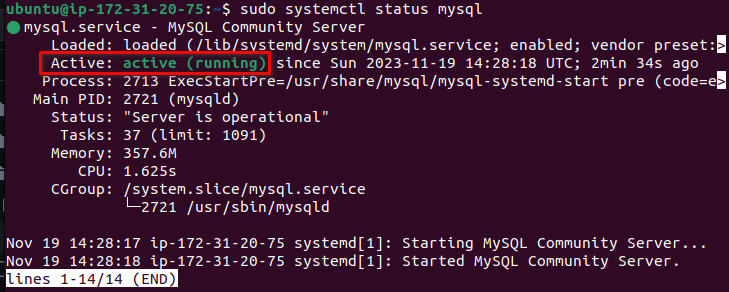 ubuntu@ip-172-31-20-75:~$ sudo systemctl status mysql
● mysql.service - MySQL Community Server
Loaded: loaded (/lib/systemd/system/mysql.service; enabled; vendor preset:>
Active: active (running) since Sun 2023-11-19 14:28:18 UTC; 2min 34s ago
Process: 2713 ExecStartPre=/usr/share/mysql/mysql-systemd-start pre (code=e>
Main PID: 2721 (mysqld)
Status: "Server is operational"
Tasks: 37 (limit: 1091)
Memory: 357.6M
CPU: 1.625s
CGroup: /system.slice/mysql.service
└─2721 /usr/sbin/mysqld
Nov 19 14:28:17 ip-172-31-20-75 systemd[1]: Starting MySQL Community Server...
Nov 19 14:28:18 ip-172-31-20-75 systemd[1]: Started MySQL Community Server.
lines 1-14/14 (END)